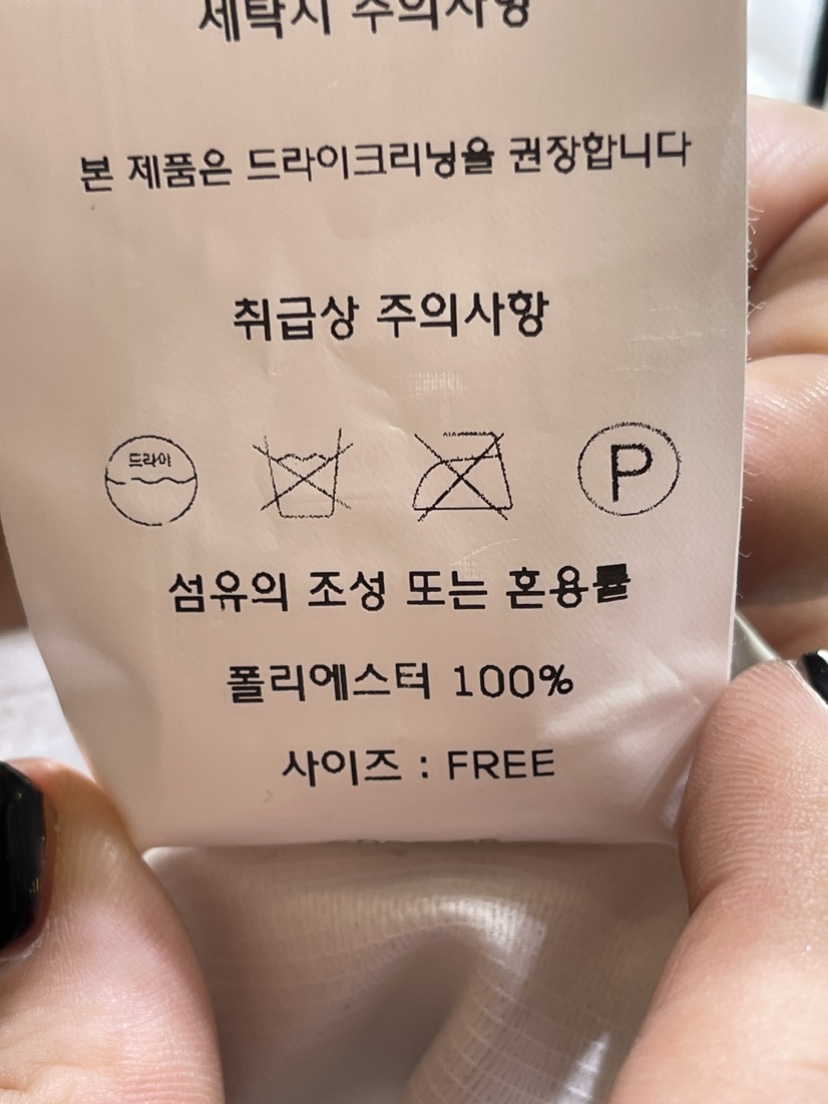 세탁시 주의사항
본 제품은 드라이크리닝을 권장합니다
취급상 주의사항
드라이
P
섬유의 조성 또는 혼용률
폴리에스터 100%
사이즈 : FREE